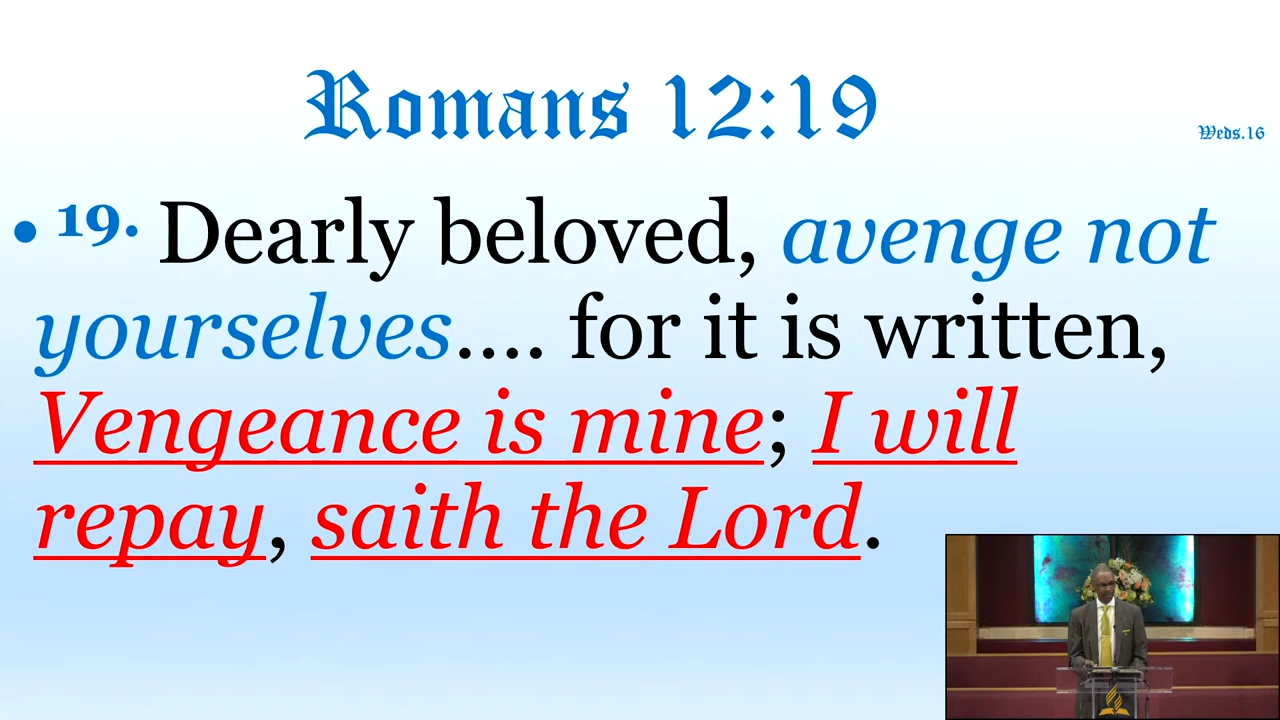 Romans 12:19
Weds.16
• 19. Dearly beloved, avenge not
yourselves.... for it is written,
Vengeance is mine; I will
repay, saith the Lord.